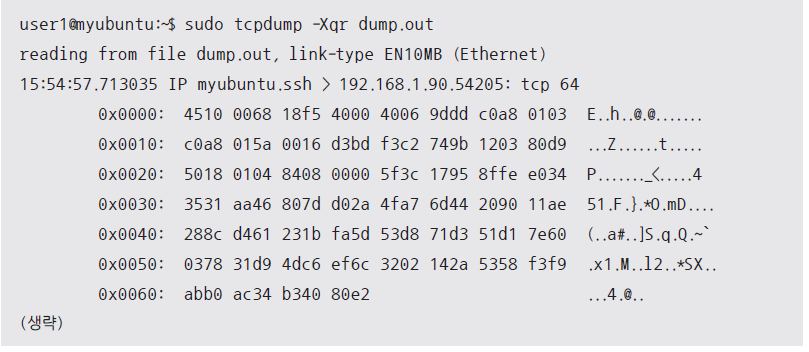 user1@myubuntu:~$ sudo tcpdump -Xqr dump.out
reading from file dump.out, link-type EN10MB (Ethernet)
15:54:57.713035 IP myubuntu.ssh > 192.168.1.90.54205: tcp 64
0x0000: 4510 0068 18f5 4000 4006 9ddd c0a8 0103 E..h..@.@.......
0x0010: c0a8 015a 0016 d3bd f3c2 749b 1203 80d9 ...Z......t.....
0x0020: 5018 0104 8408 0000 5f3c 1795 8ffe e034 P......._<.....4
0x0030: 3531 aa46 807d d02a 4fa6 6d44 2090 11ae 51.F.}.*O.mD....
0x0040: 288c d461 231b fa5d 53d8 71d3 51d1 7e60 (..a#..]S.q.Q.~`
0x0050: 0378 31d9 4dc6 ef6c 3202 142a 5358 f3f9 .x1.M..l2..*SX..
0x0060: abb0 ac34 b340 80e2 ...4.@..
(생략)